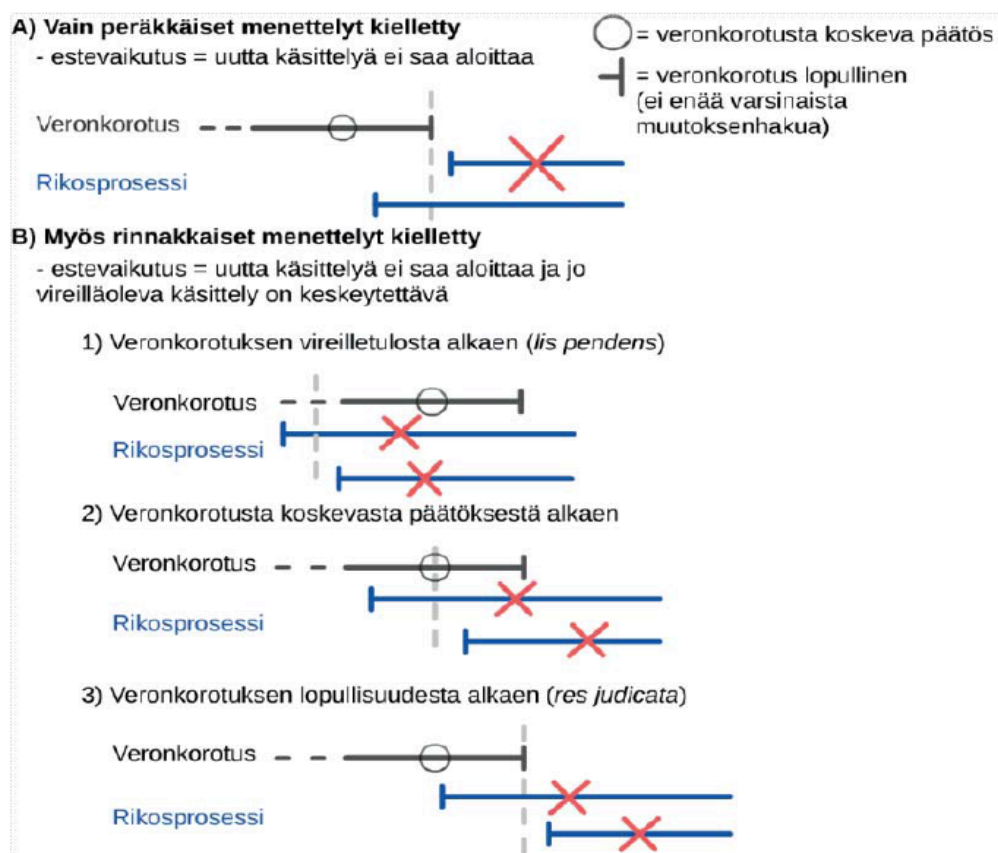 A) Vain peräkkäiset menettelyt kielletty
- estevaikutus = uutta käsittelyä ei saa aloittaa
= veronkorotusta koskeva päätös
= veronkorotus lopullinen
(ei enää varsinaista
muutoksenhakua)
Veronkorotus
Rikosprosessi
B) Myös rinnakkaiset menettelyt kielletty
- estevaikutus = uutta käsittelyä ei saa aloittaa ja jo
vireilläoleva käsittely on keskeytettävä
1) Veronkorotuksen vireilletulosta alkaen (lis pendens)
Veronkorotus
Rikosprosessi
2) Veronkorotusta koskevasta päätöksestä alkaen
Veronkorotus
Rikosprosessi
3) Veronkorotuksen lopullisuudesta alkaen (res judicata)
Veronkorotus
Rikosprosessi